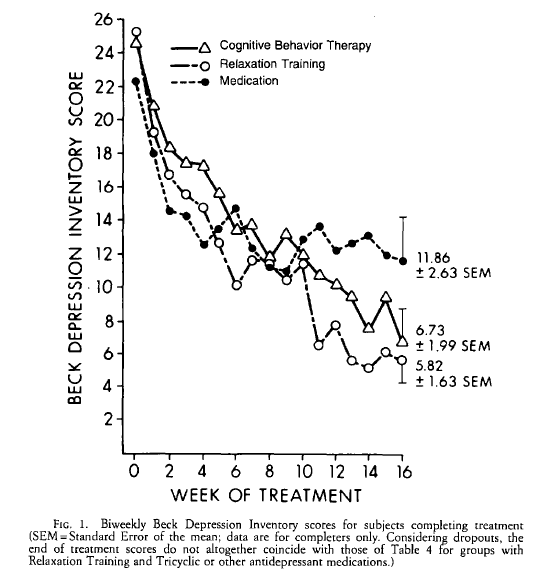 26
24
22
20
18
16
14
12
10
8
6
4
2
BECK DEPRESSION INVENTORY SCORE
Cognitive Behavior Therapy
Relaxation Training
Medication
11.86
± 2.63 SEM
6.73
± 1.99 SEM
5.82
± 1.63 SEM
0 2 4 6 8 10 12 14 16
WEEK OF TREATMENT
FIG. 1. Biweekly Beck Depression Inventory scores for subjects completing treatment
(SEM = Standard Error of the mean; data are for completers only. Considering dropouts, the
end of treatment scores do not altogether coincide with those of Table 4 for groups with
Relaxation Training and Tricyclic or other antidepressant medications.)